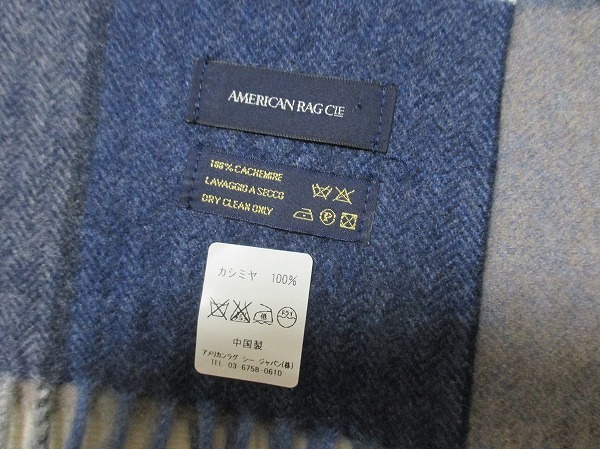 AMERICAN RAG CIE
100% CACHEMIRE
LAVAGGIO A SECCO
DRY CLEAN ONLY
P
カシミヤ 100%
中国製
アメリカンラグ シー ジャパン(株)
TEL 03-6758-0610